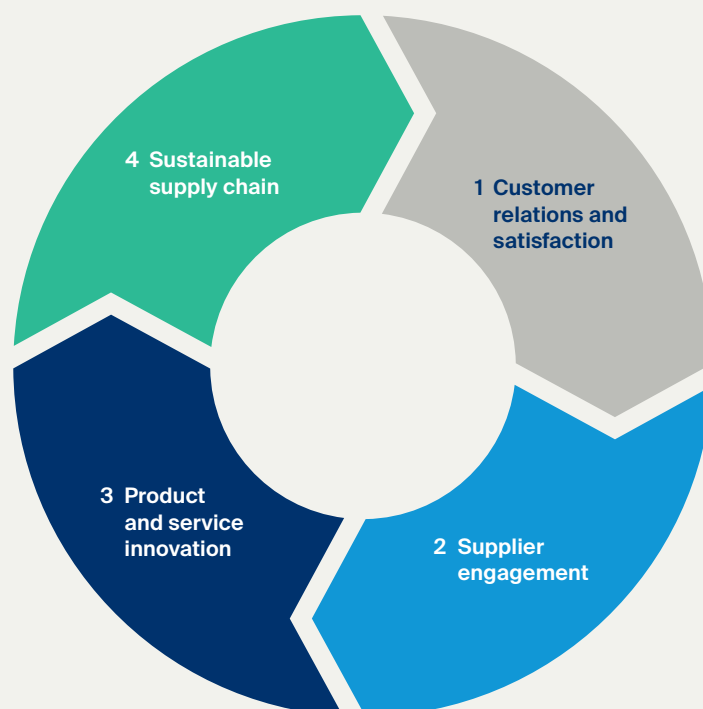 1 Customer
relations and
satisfaction
2 Supplier
engagement
3 Product
and service
innovation
4 Sustainable
supply chain